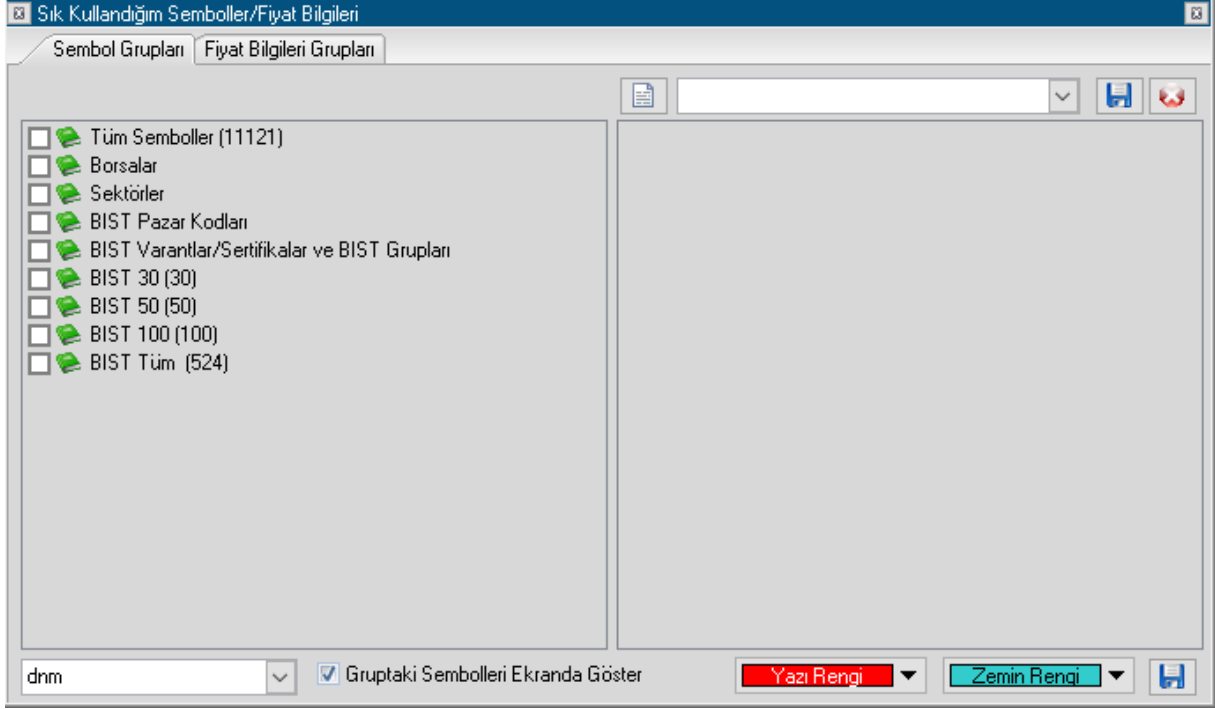 Sık Kullandığım Semboller/Fiyat Bilgileri
Sembol Grupları Fiyat Bilgileri Grupları
Tüm Semboller (11121)
Borsalar
Sektörler
BIST Pazar Kodları
BIST Varantlar/Sertifikalar ve BIST Grupları
BIST 30 (30)
BIST 50 (50)
BIST 100 (100)
BIST Tüm (524)
dnm Gruptaki Sembolleri Ekranda Göster Yazı Rengi Zemin Rengi